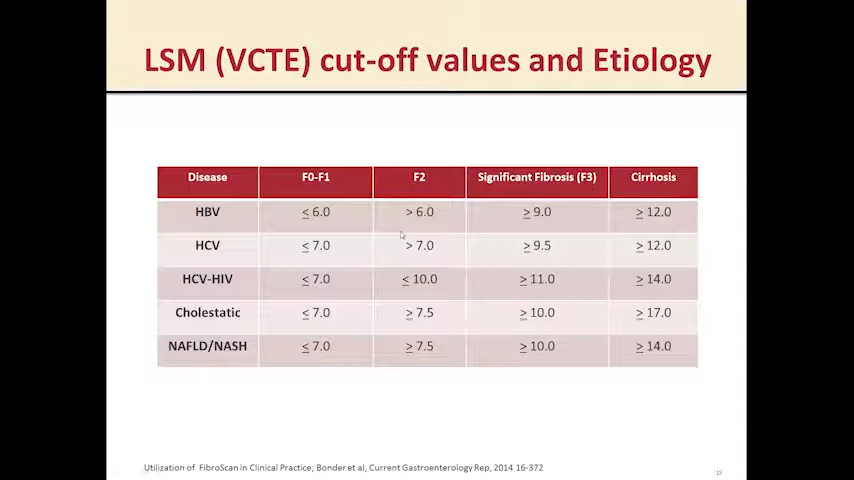 LSM (VCTE) cut-off values and Etiology
Disease F0-F1 F2 Significant Fibrosis (F3) Cirrhosis
HBV ≤ 6.0 > 6.0 ≥ 9.0 ≥ 12.0
HCV ≤ 7.0 > 7.0 ≥ 9.5 ≥ 12.0
HCV-HIV ≤ 7.0 ≤ 10.0 ≥ 11.0 ≥ 14.0
Cholestatic ≤ 7.0 ≥ 7.5 ≥ 10.0 ≥ 17.0
NAFLD/NASH ≤ 7.0 ≥ 7.5 ≥ 10.0 ≥ 14.0
Utilization of FibroScan in Clinical Practice; Bonder et al, Current Gastroenterology Rep, 2014 16-372
19